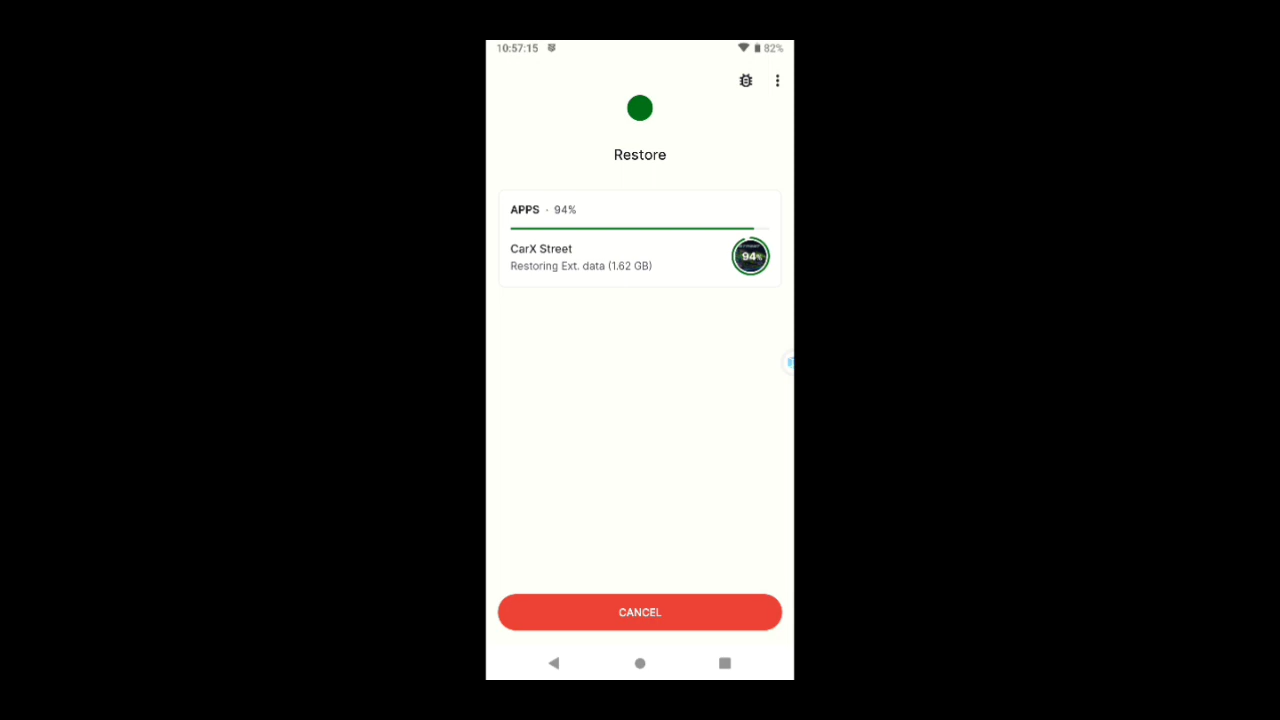 10:57:15
82%
Restore
APPS · 94%
CarX Street
Restoring Ext. data (1.62 GB)
94%
CANCEL